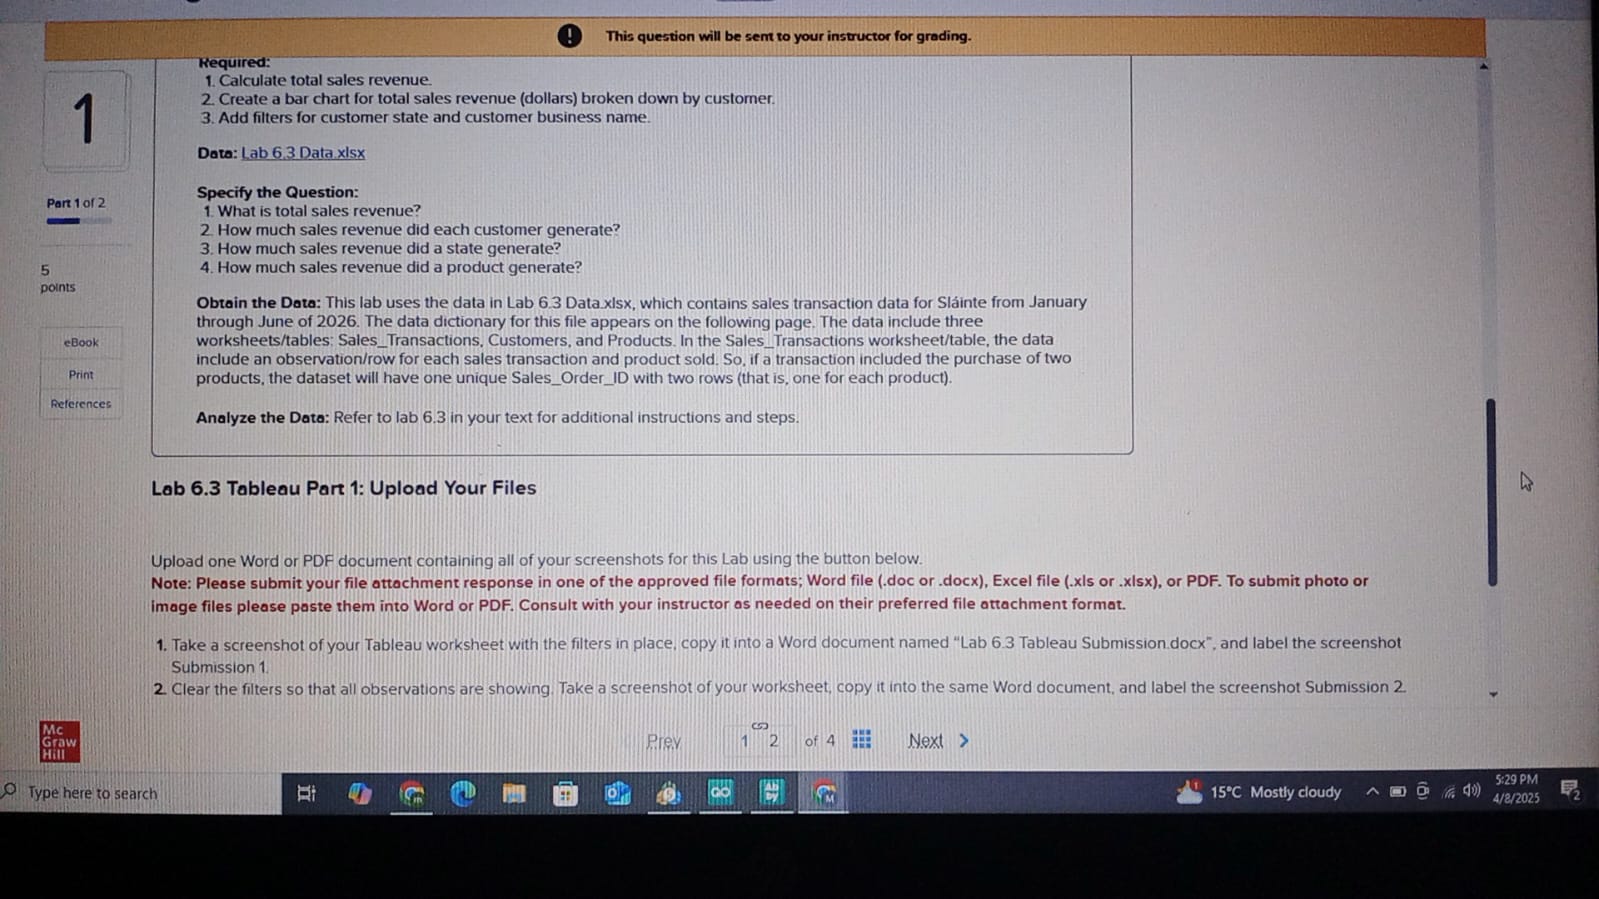 This question will be sent to your instructor for grading.
1
Part 1 of 2
5
points
eBook
Print
References
Required:
1. Calculate total sales revenue.
2. Create a bar chart for total sales revenue (dollars) broken down by customer.
3. Add filters for customer state and customer business name.
Data: Lab 6.3 Data.xlsx
Specify the Question:
1. What is total sales revenue?
2. How much sales revenue did each customer generate?
3. How much sales revenue did a state generate?
4. How much sales revenue did a product generate?
Obtain the Data: This lab uses the data in Lab 6.3 Data.xlsx, which contains sales transaction data for Sláinte from January
through June of 2026. The data dictionary for this file appears on the following page. The data include three
worksheets/tables: Sales_Transactions, Customers, and Products. In the Sales_Transactions worksheet/table, the data
include an observation/row for each sales transaction and product sold. So, if a transaction included the purchase of two
products, the dataset will have one unique Sales_Order_ID with two rows (that is, one for each product).
Analyze the Data: Refer to lab 6.3 in your text for additional instructions and steps.
Lab 6.3 Tableau Part 1: Upload Your Files
Upload one Word or PDF document containing all of your screenshots for this Lab using the button below.
Note: Please submit your file attachment response in one of the approved file formats; Word file (.doc or .docx), Excel file (.xls or .xlsx), or PDF. To submit photo or
image files please paste them into Word or PDF. Consult with your instructor as needed on their preferred file attachment format.
1. Take a screenshot of your Tableau worksheet with the filters in place, copy it into a Word document named “Lab 6.3 Tableau Submission.docx”, and label the screenshot
Submission 1.
2. Clear the filters so that all observations are showing. Take a screenshot of your worksheet, copy it into the same Word document, and label the screenshot Submission 2.
Mc
Graw
Hill
Prev 1 2 of 4 Next
Type here to search
15°C Mostly cloudy
5:29 PM
4/8/2025